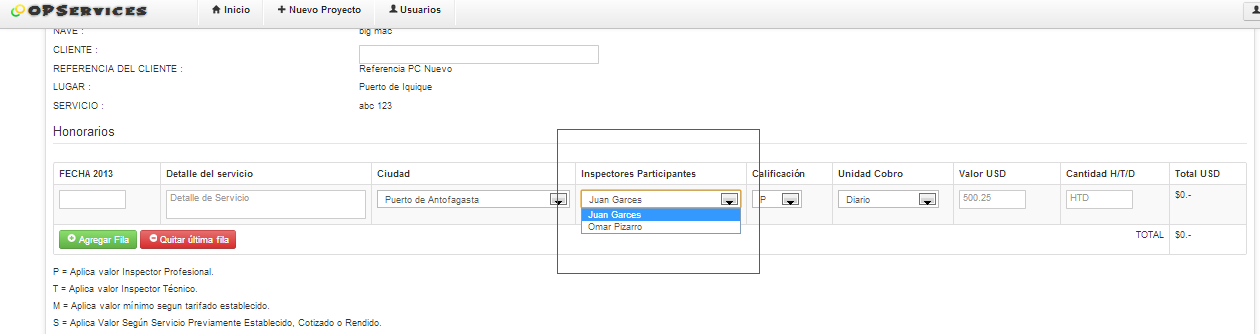 OPServices Inicio Nuevo Proyecto Usuarios
NAVE : big mac
CLIENTE :
REFERENCIA DEL CLIENTE : Referencia PC Nuevo
LUGAR : Puerto de Iquique
SERVICIO : abc 123
Honorarios
FECHA 2013 Detalle del servicio Ciudad Inspectores Participantes Calificación Unidad Cobro Valor USD Cantidad H/T/D Total USD
Detalle de Servicio Puerto de Antofagasta Juan Garces P Diario 500.25 HTD $0.-
Juan Garces
Omar Pizarro
Agregar Fila Quitar última fila TOTAL $0.-
P = Aplica valor Inspector Profesional.
T = Aplica valor Inspector Técnico.
M = Aplica valor mínimo segun tarifado establecido.
S = Aplica Valor Según Servicio Previamente Establecido, Cotizado o Rendido.